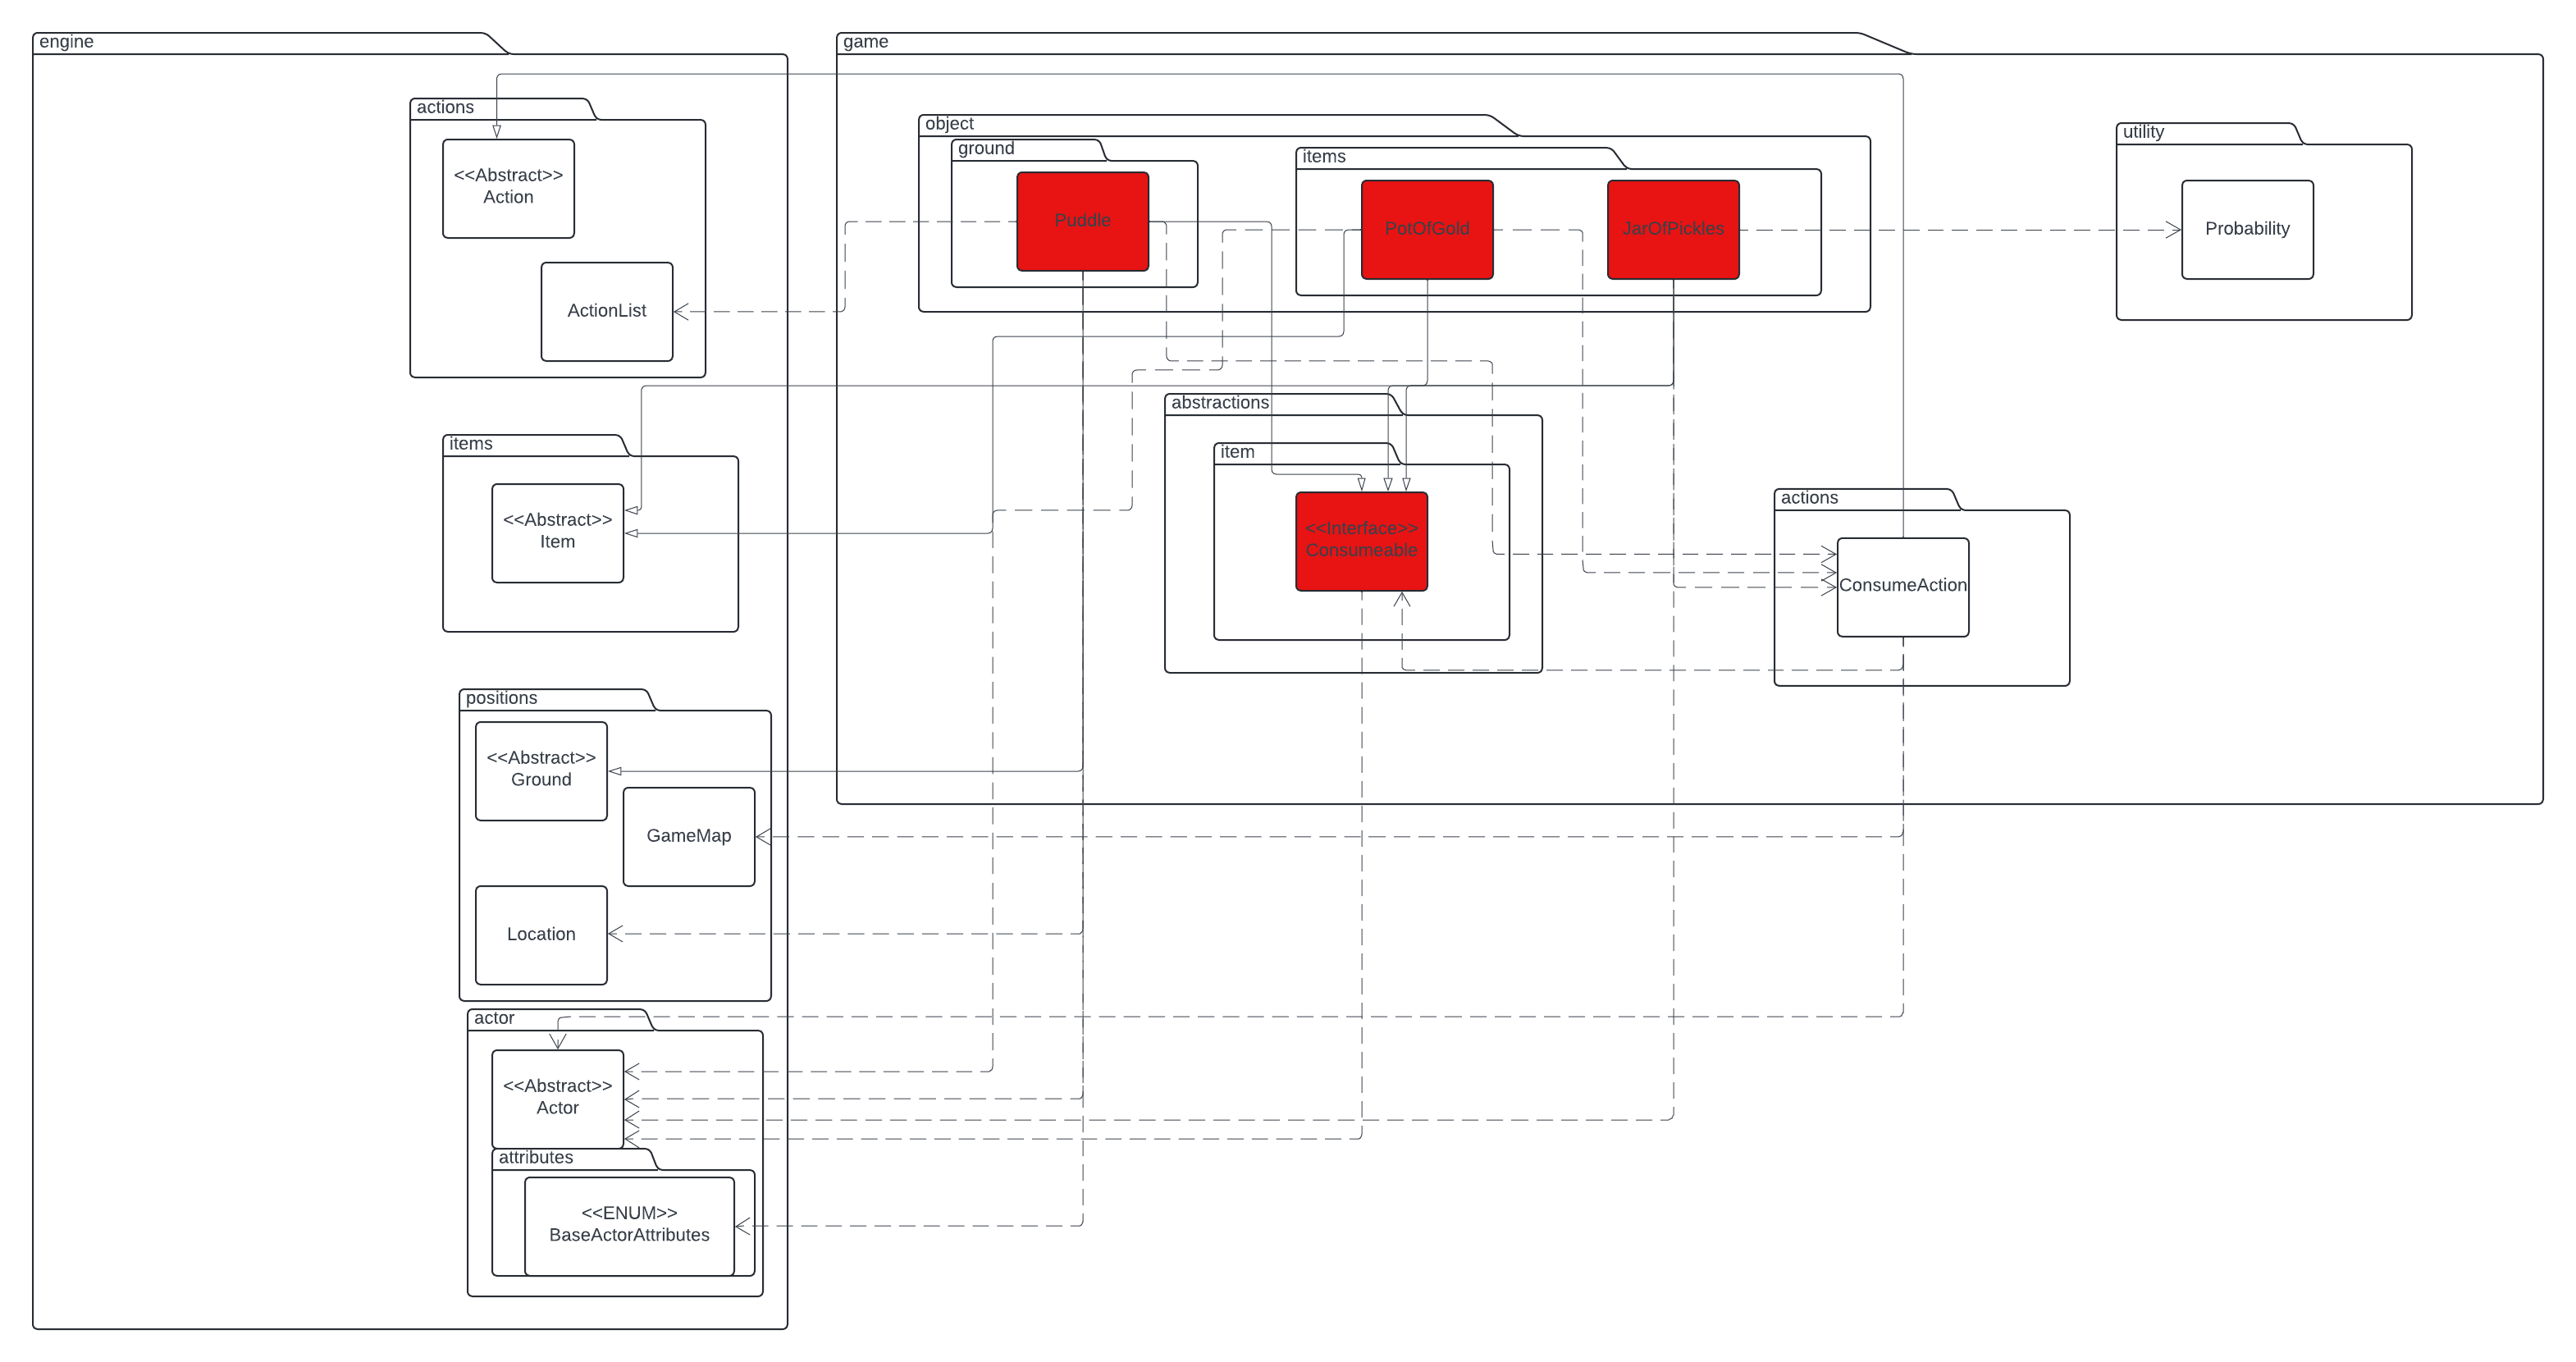 engine
game
actions
<<Abstract>>
Action
ActionList
object
ground
Puddle
items
PotOfGold
JarOfPickles
utility
Probability
items
<<Abstract>>
Item
abstractions
item
<<Interface>>
Consumeable
actions
ConsumeAction
positions
<<Abstract>>
Ground
GameMap
Location
actor
<<Abstract>>
Actor
attributes
<<ENUM>>
BaseActorAttributes